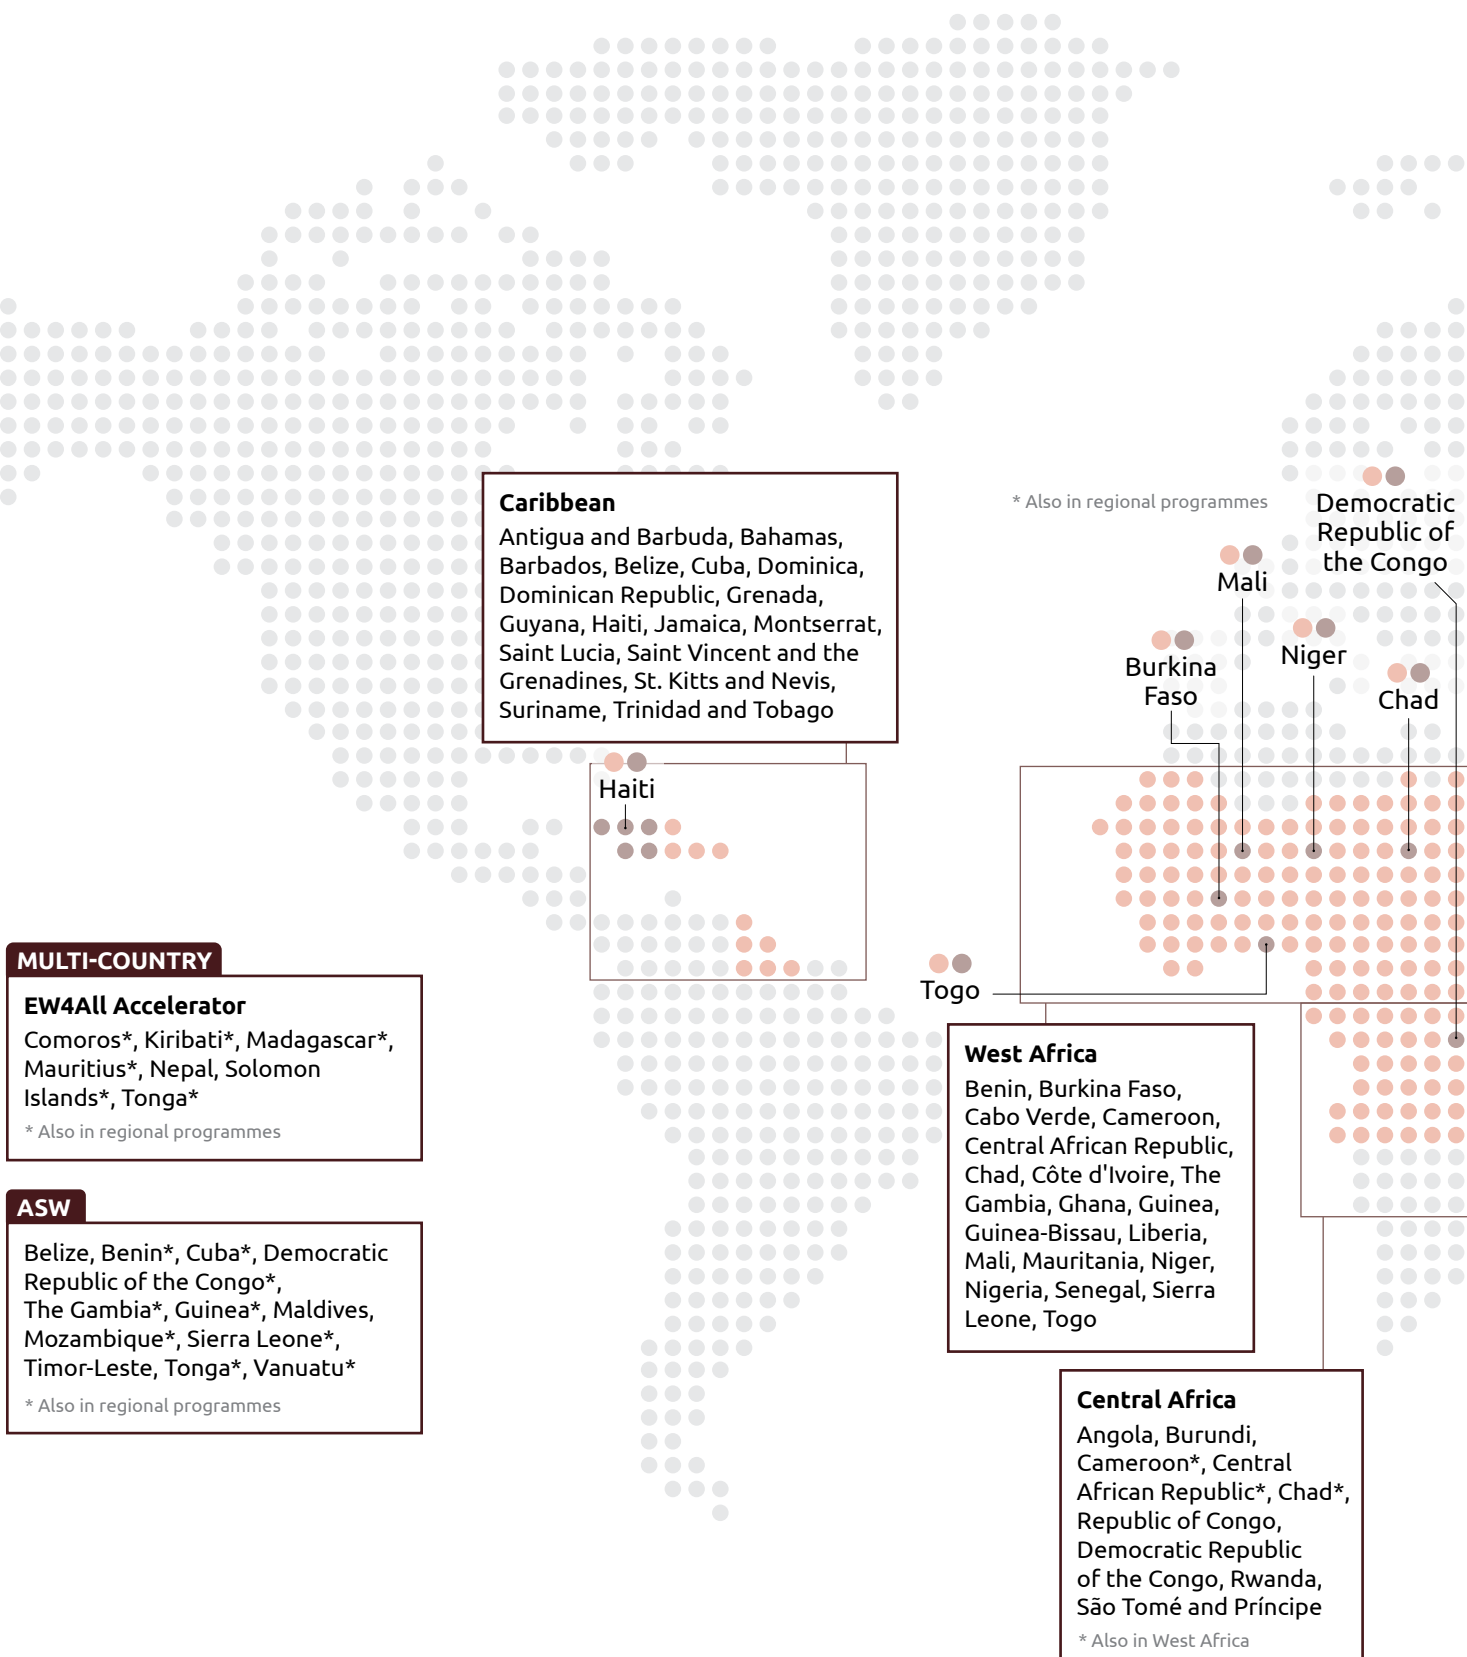 Caribbean
Antigua and Barbuda, Bahamas,
Barbados, Belize, Cuba, Dominica,
Dominican Republic, Grenada,
Guyana, Haiti, Jamaica, Montserrat,
Saint Lucia, Saint Vincent and the
Grenadines, St. Kitts and Nevis,
Suriname, Trinidad and Tobago
* Also in regional programmes
Democratic
Republic of
the Congo
Mali
Burkina
Faso
Niger
Chad
Haiti
Togo
MULTI-COUNTRY
EW4All Accelerator
Comoros*, Kiribati*, Madagascar*,
Mauritius*, Nepal, Solomon
Islands*, Tonga*
* Also in regional programmes
ASW
Belize, Benin*, Cuba*, Democratic
Republic of the Congo*,
The Gambia*, Guinea*, Maldives,
Mozambique*, Sierra Leone*,
Timor-Leste, Tonga*, Vanuatu*
* Also in regional programmes
West Africa
Benin, Burkina Faso,
Cabo Verde, Cameroon,
Central African Republic,
Chad, Côte d'Ivoire, The
Gambia, Ghana, Guinea,
Guinea-Bissau, Liberia,
Mali, Mauritania, Niger,
Nigeria, Senegal, Sierra
Leone, Togo
Central Africa
Angola, Burundi,
Cameroon*, Central
African Republic*, Chad*,
Republic of Congo,
Democratic Republic
of the Congo, Rwanda,
São Tomé and Príncipe
* Also in West Africa